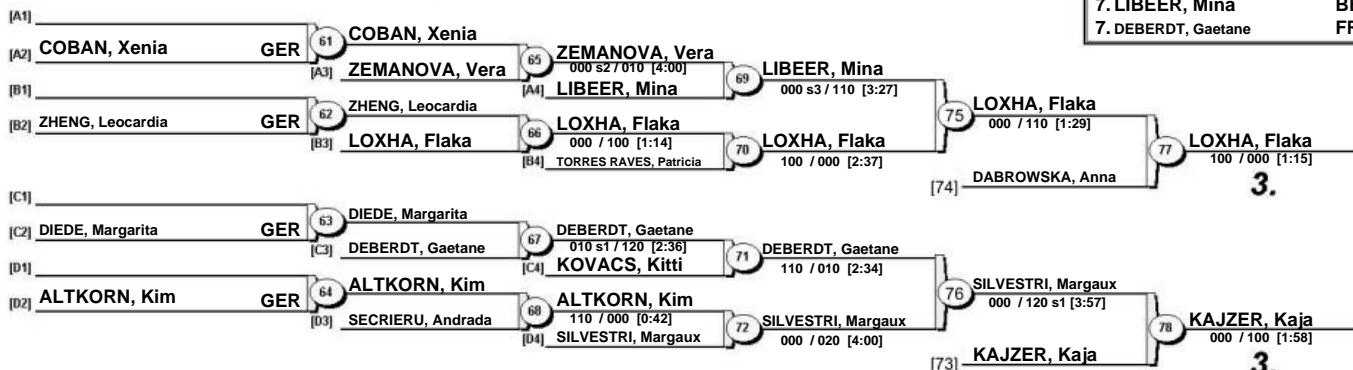 7. LIBEER, Mina
7. DEBERDT, Gaetane
[A1]
[A2] COBAN, Xenia GER
61
COBAN, Xenia
[A3] ZEMANOVA, Vera
65
ZEMANOVA, Vera
000 s2 / 010 [4:00]
[A4] LIBEER, Mina
69
LIBEER, Mina
000 s3 / 110 [3:27]
[B1]
[B2] ZHENG, Leocardia GER
62
ZHENG, Leocardia
[B3] LOXHA, Flaka
66
LOXHA, Flaka
000 / 100 [1:14]
[B4] TORRES RAVES, Patricia
70
LOXHA, Flaka
100 / 000 [2:37]
75
LOXHA, Flaka
000 / 110 [1:29]
[74] DABROWSKA, Anna
77
LOXHA, Flaka
100 / 000 [1:15]
3.
[C1]
[C2] DIEDE, Margarita GER
63
DIEDE, Margarita
[C3] DEBERDT, Gaetane
67
DEBERDT, Gaetane
010 s1 / 120 [2:36]
[C4] KOVACS, Kitti
71
DEBERDT, Gaetane
110 / 010 [2:34]
[D1]
[D2] ALTKORN, Kim GER
64
ALTKORN, Kim
[D3] SECRIERU, Andrada
68
ALTKORN, Kim
110 / 000 [0:42]
[D4] SILVESTRI, Margaux
72
SILVESTRI, Margaux
000 / 020 [4:00]
76
SILVESTRI, Margaux
000 / 120 s1 [3:57]
[73] KAJZER, Kaja
78
KAJZER, Kaja
000 / 100 [1:58]
3.